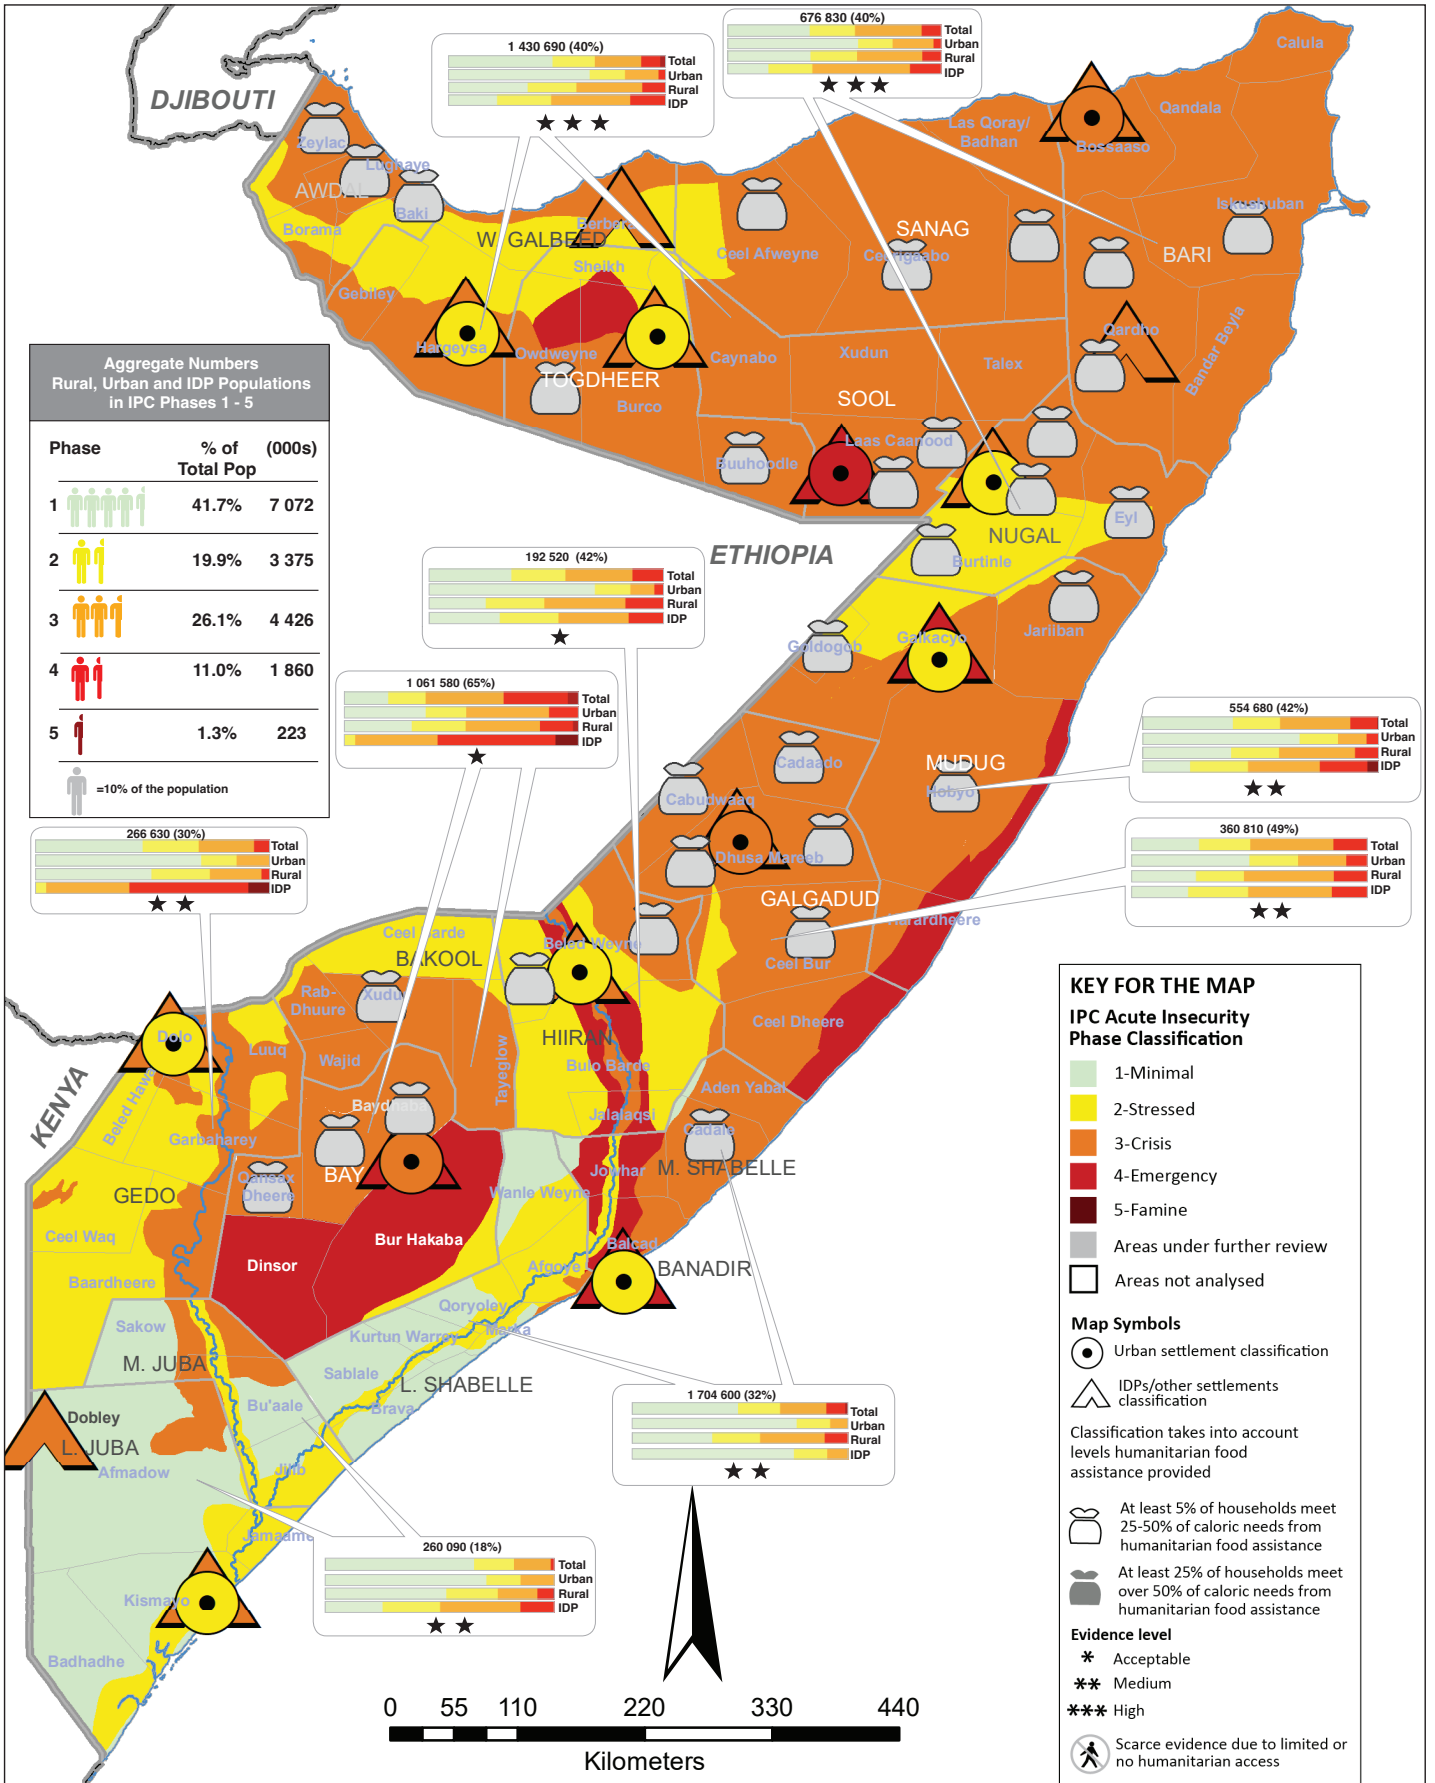 676 830 (40%)
Total
Urban
Rural
IDP
1 430 690 (40%)
Total
Urban
Rural
IDP
DJIBOUTI
Calula
Qandala
Las Qoray/
Badhan
Bossaaso
Zeylac
Lughaye
AWDAL
Baki
Borama
Iskushuban
Berbera
W. GALBEED
SANAG
Ceel Afweyne
Ceerigaabo
BARI
Sheikh
Gebiley
Hargeysa
Owdweyne
TOGDHEER
Burco
Caynabo
Xudun
Talex
Qardho
Bandar Beyla
SOOL
Laas Caanood
Buuhoodle
Eyl
NUGAL
Burtinle
ETHIOPIA
Aggregate Numbers
Rural, Urban and IDP Populations
in IPC Phases 1 - 5
Phase % of Total Pop (000s)
1 41.7% 7 072
2 19.9% 3 375
3 26.1% 4 426
4 11.0% 1 860
5 1.3% 223
=10% of the population
192 520 (42%)
Total
Urban
Rural
IDP
1 061 580 (65%)
Total
Urban
Rural
IDP
266 630 (30%)
Total
Urban
Rural
IDP
Goldogob
Galkacyo
Jariiban
554 680 (42%)
Total
Urban
Rural
IDP
Cadaado
MUDUG
Hobyo
Cabudwaaq
Dhusa Mareeb
360 810 (49%)
Total
Urban
Rural
IDP
GALGADUD
Harardheere
Ceel Bur
Ceel Dheere
Ceel Barde
BAKOOL
Beled Weyne
Rab-
Dhuure
Xudun
HIIRAN
Dolo
Luuq
Wajid
Tayeglow
Bulo Barde
KENYA
Beled Hawa
Garbaharey
Baydhaba
Jalalaqsi
Aden Yabal
Cadale
Jowhar
M. SHABELLE
BAY
Qansax
Dheere
GEDO
Wanle Weyne
Ceel Waq
Bur Hakaba
Balcad
Dinsor
Afgoye
BANADIR
Baardheere
Qoryoley
Marka
Sakow
Kurtun Warrey
M. JUBA
Sablale
L. SHABELLE
Bu'aale
Brava
Dobley
L. JUBA
Afmadow
Jilib
Jamaame
Kismayo
Badhadhe
1 704 600 (32%)
Total
Urban
Rural
IDP
260 090 (18%)
Total
Urban
Rural
IDP
0 55 110 220 330 440
Kilometers
KEY FOR THE MAP
IPC Acute Insecurity
Phase Classification
1-Minimal
2-Stressed
3-Crisis
4-Emergency
5-Famine
Areas under further review
Areas not analysed
Map Symbols
Urban settlement classification
IDPs/other settlements
classification
Classification takes into account
levels humanitarian food
assistance provided
At least 5% of households meet
25-50% of caloric needs from
humanitarian food assistance
At least 25% of households meet
over 50% of caloric needs from
humanitarian food assistance
Evidence level
* Acceptable
** Medium
*** High
Scarce evidence due to limited or
no humanitarian access